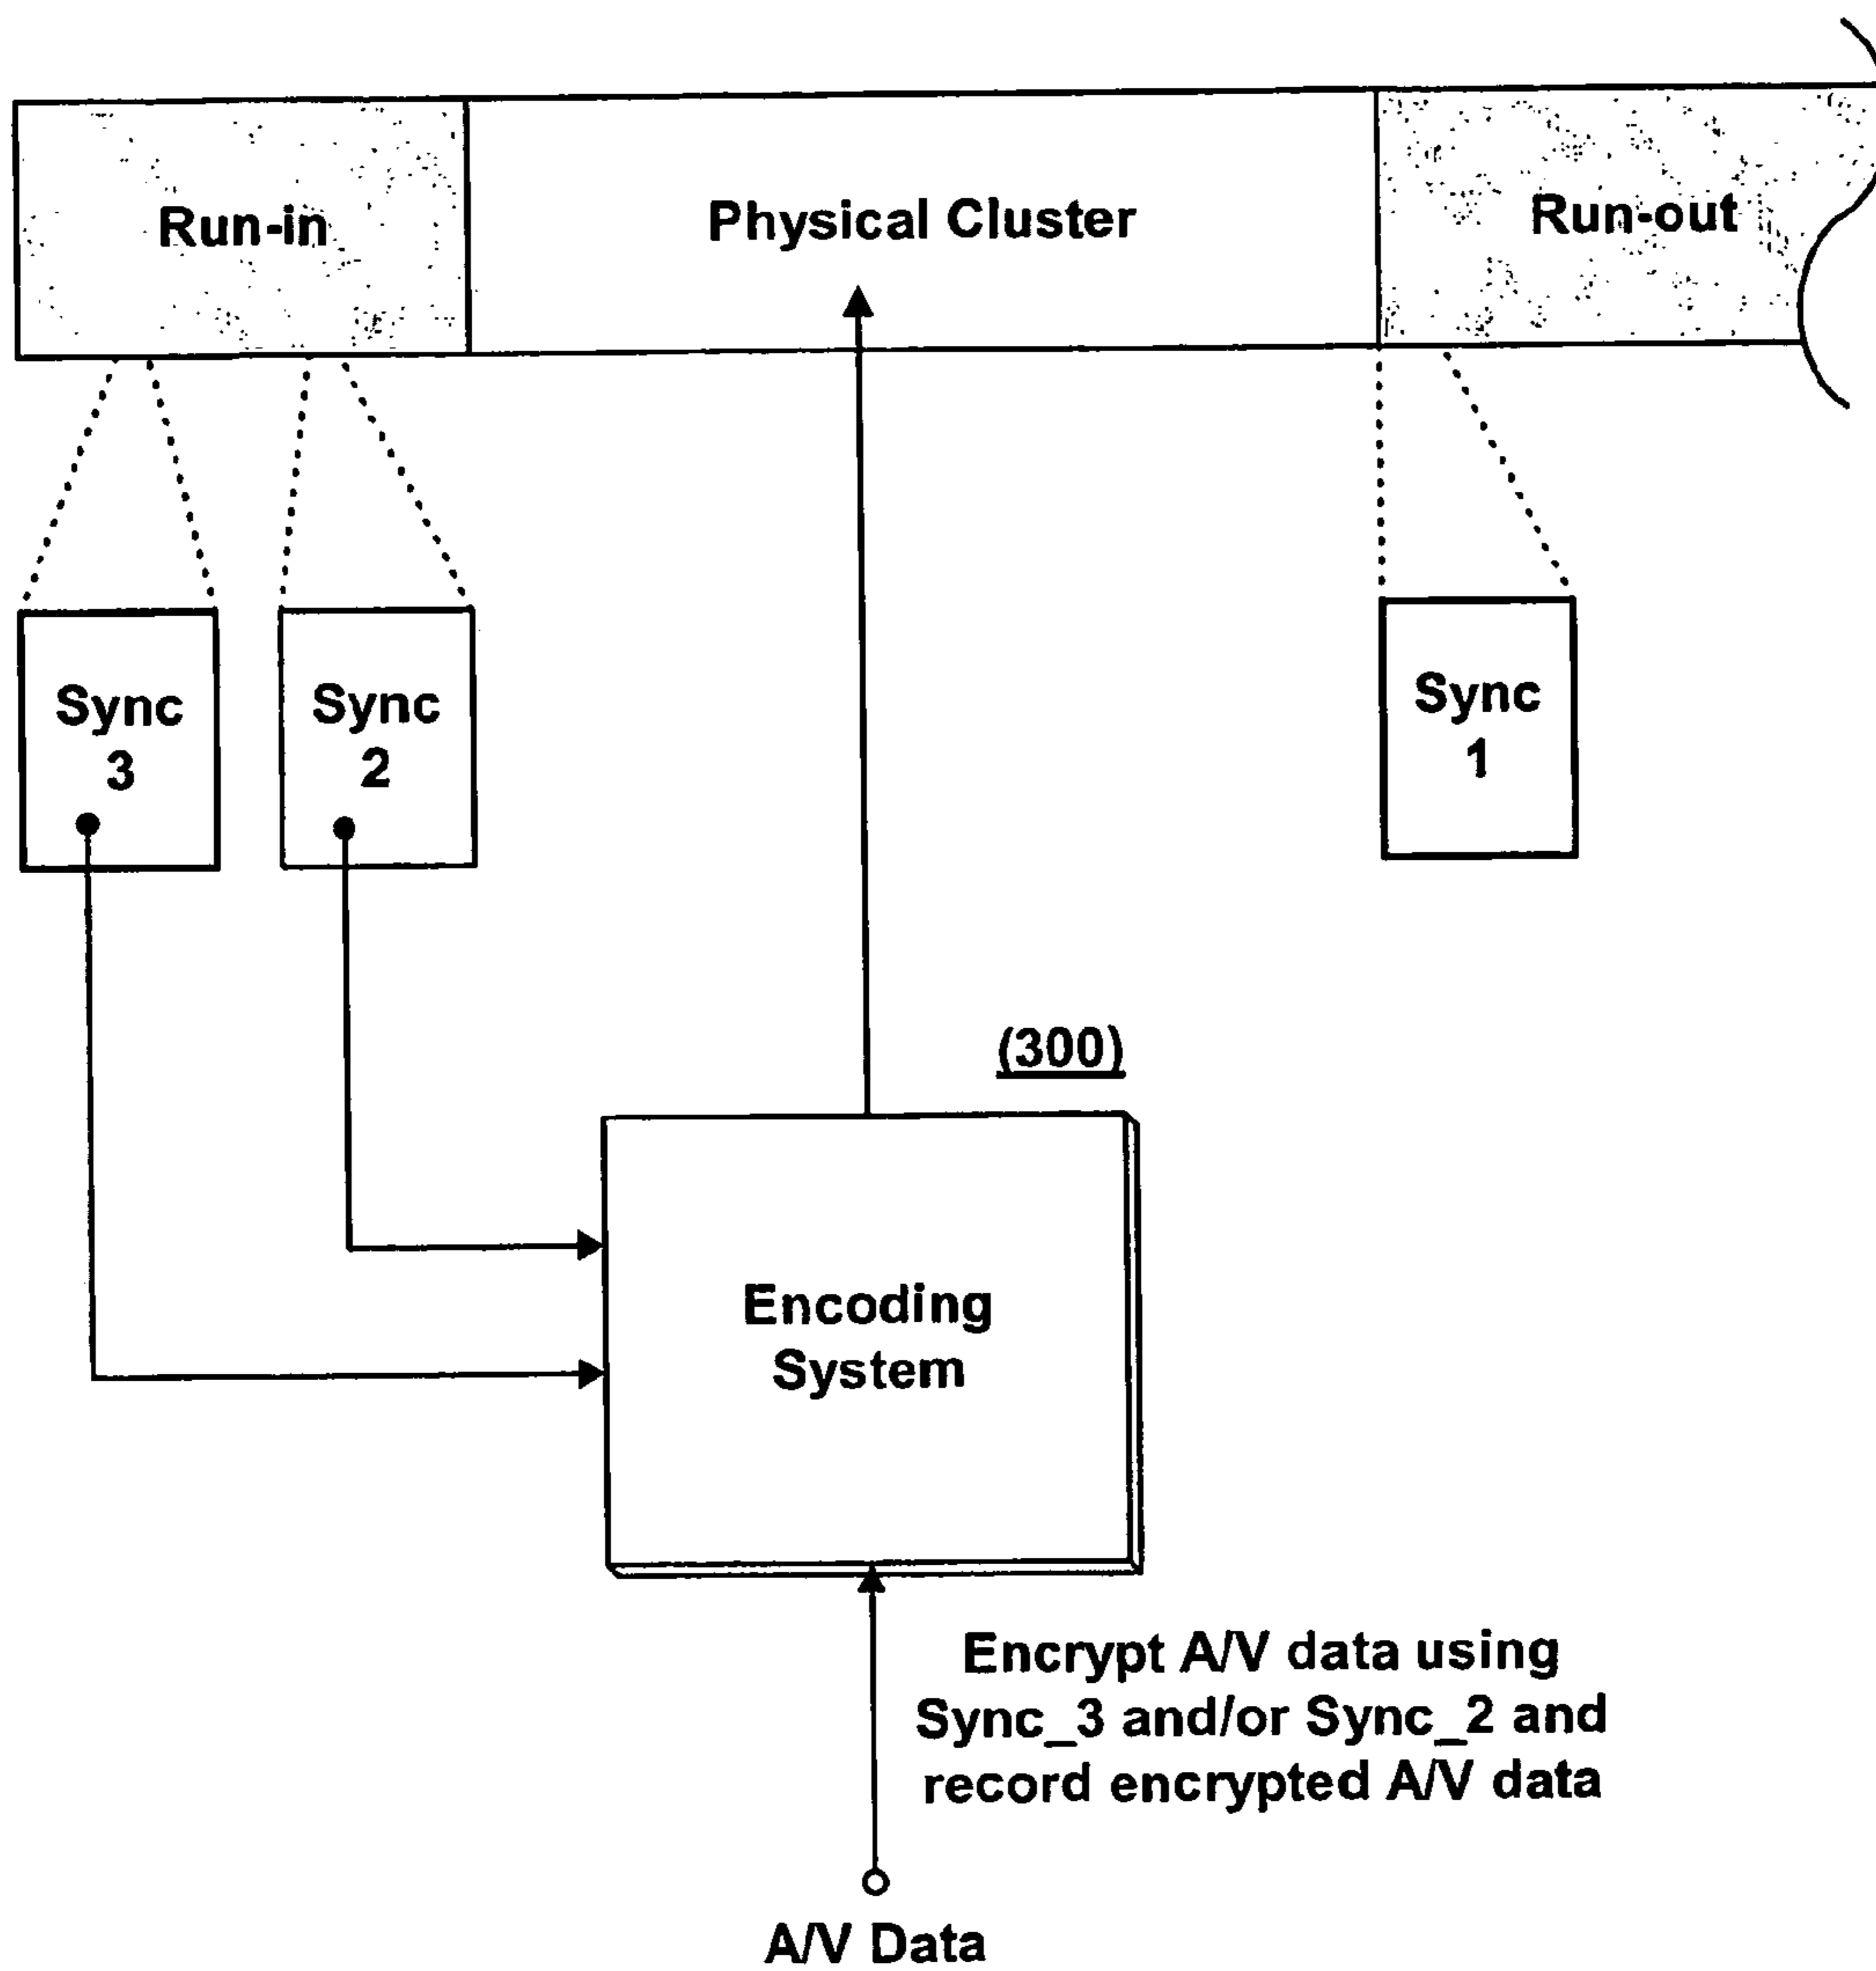 Run-in
Physical Cluster
Run-out
Sync
3
Sync
2
Sync
1
(300)
Encoding
System
Encrypt A/V data using
Sync_3 and/or Sync_2 and
record encrypted A/V data
A/V Data